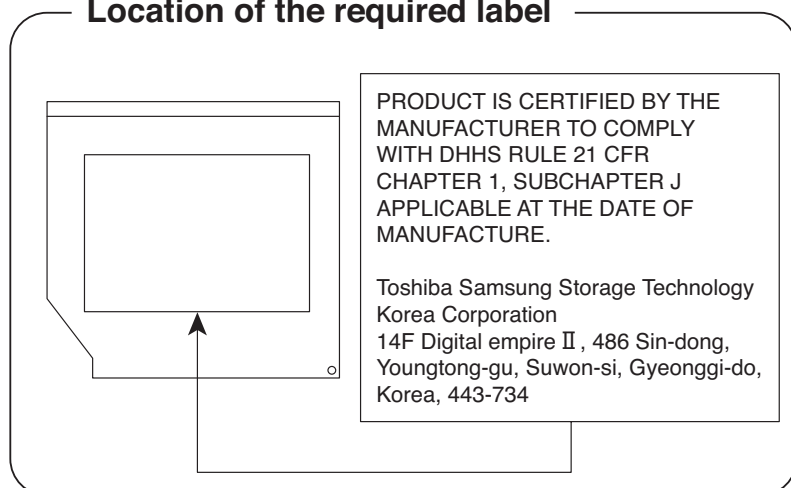 Location of the required label
PRODUCT IS CERTIFIED BY THE
MANUFACTURER TO COMPLY
WITH DHHS RULE 21 CFR
CHAPTER 1, SUBCHAPTER J
APPLICABLE AT THE DATE OF
MANUFACTURE.
Toshiba Samsung Storage Technology
Korea Corporation
14F Digital empire Ⅱ , 486 Sin-dong,
Youngtong-gu, Suwon-si, Gyeonggi-do,
Korea, 443-734